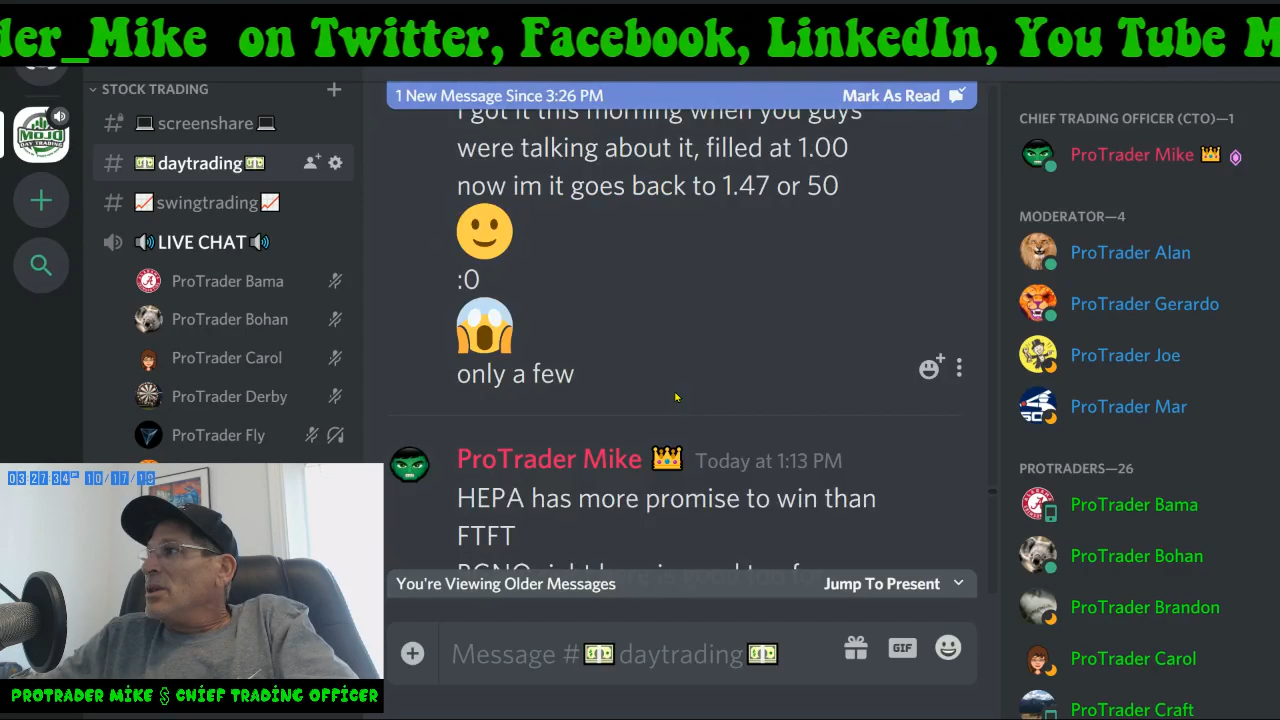 der_Mike on Twitter, Facebook, LinkedIn, You Tube M
STOCK TRADING
MOJO
DAY TRADING
screenshare
daytrading
swingtrading
LIVE CHAT
ProTrader Bama
ProTrader Bohan
ProTrader Carol
ProTrader Derby
ProTrader Fly
03:27:34PM 10/17/19
PROTRADER MIKE $ CHIEF TRADING OFFICER
1 New Message Since 3:26 PM
Mark As Read
I got it this morning when you guys
were talking about it, filled at 1.00
now im it goes back to 1.47 or 50
:0
only a few
ProTrader Mike Today at 1:13 PM
HEPA has more promise to win than
FTFT
You're Viewing Older Messages
Jump To Present
Message # daytrading
GIF
CHIEF TRADING OFFICER (CTO)—1
ProTrader Mike
MODERATOR—4
ProTrader Alan
ProTrader Gerardo
ProTrader Joe
ProTrader Mar
PROTRADERS—26
ProTrader Bama
ProTrader Bohan
ProTrader Brandon
ProTrader Carol
ProTrader Craft